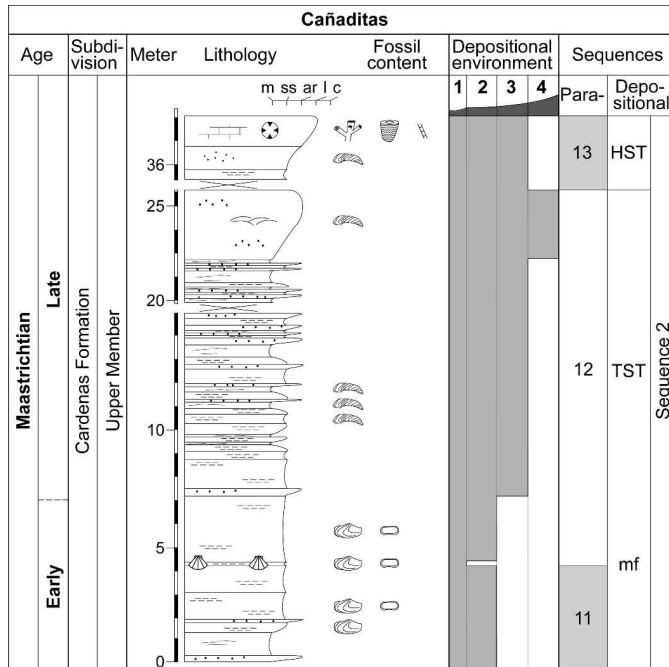 Cañaditas
Age
Subdi-
vision
Meter
Lithology
Fossil
content
Depositional
environment
Sequences
m ss ar l c
1 2 3 4
Para-
Depo-
sitional
36
25
20
10
5
0
Maastrichtian
Late
Early
Cardenas Formation
Upper Member
13
HST
12
TST
mf
11
Sequence 2